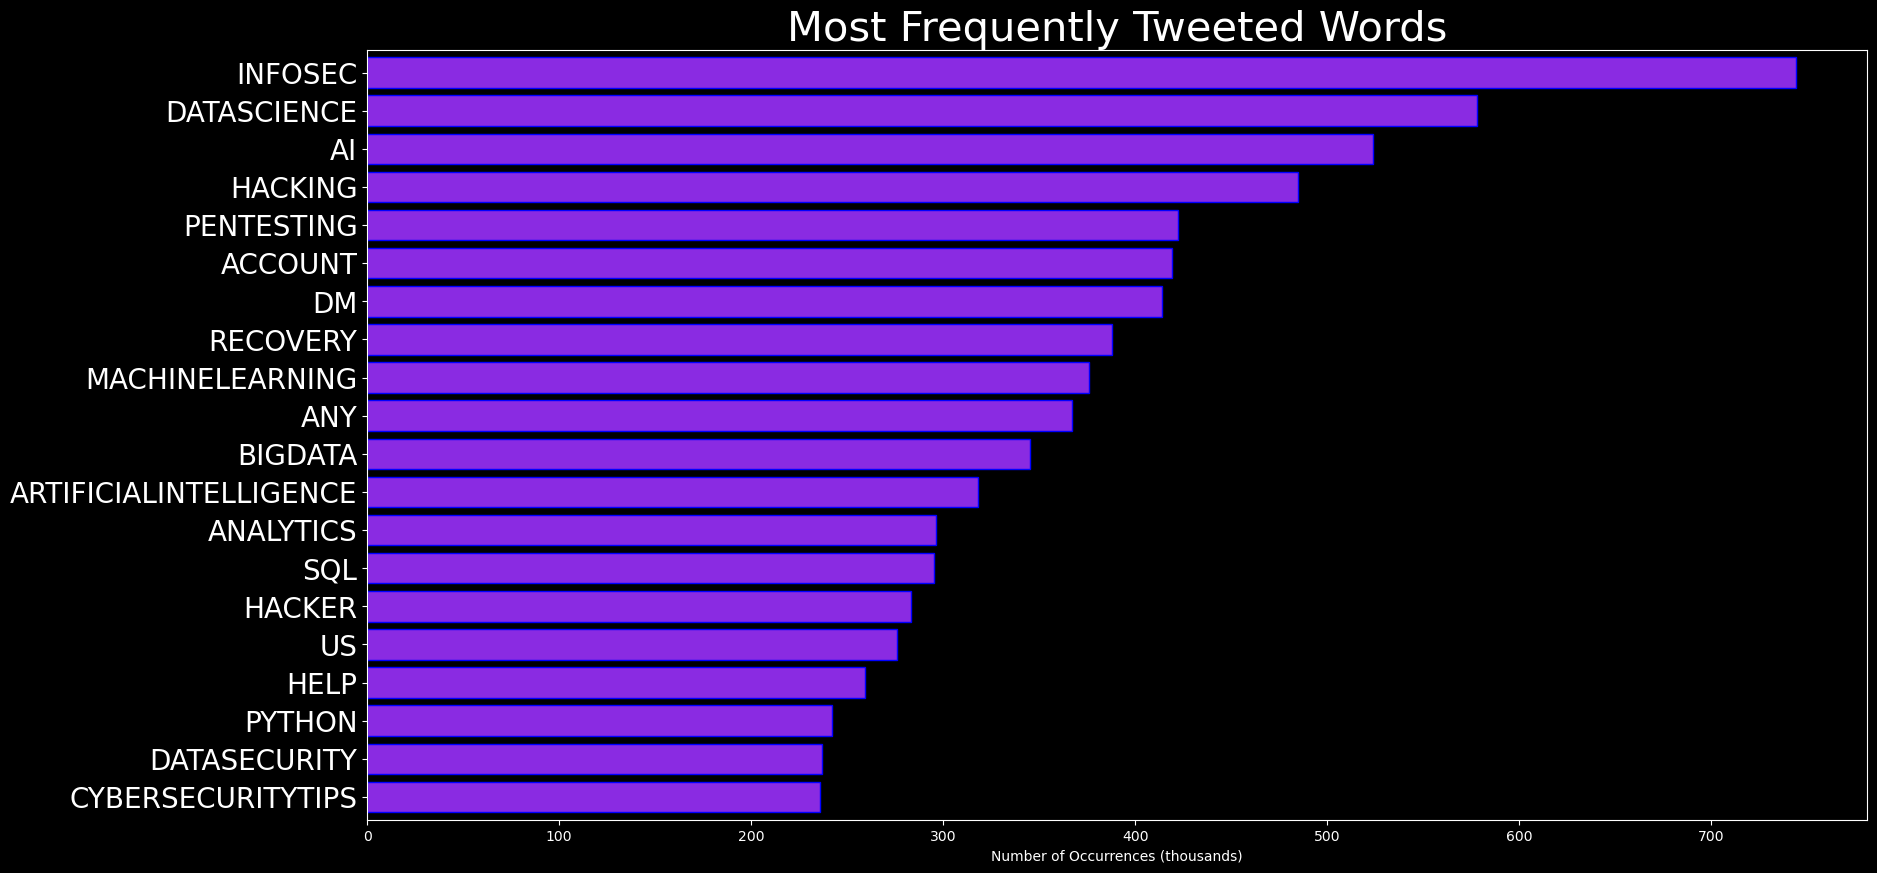 Most Frequently Tweeted Words
INFOSEC
DATASCIENCE
AI
HACKING
PENTESTING
ACCOUNT
DM
RECOVERY
MACHINELEARNING
ANY
BIGDATA
ARTIFICIALINTELLIGENCE
ANALYTICS
SQL
HACKER
US
HELP
PYTHON
DATASECURITY
CYBERSECURITYTIPS
0 100 200 300 400 500 600 700
Number of Occurrences (thousands)